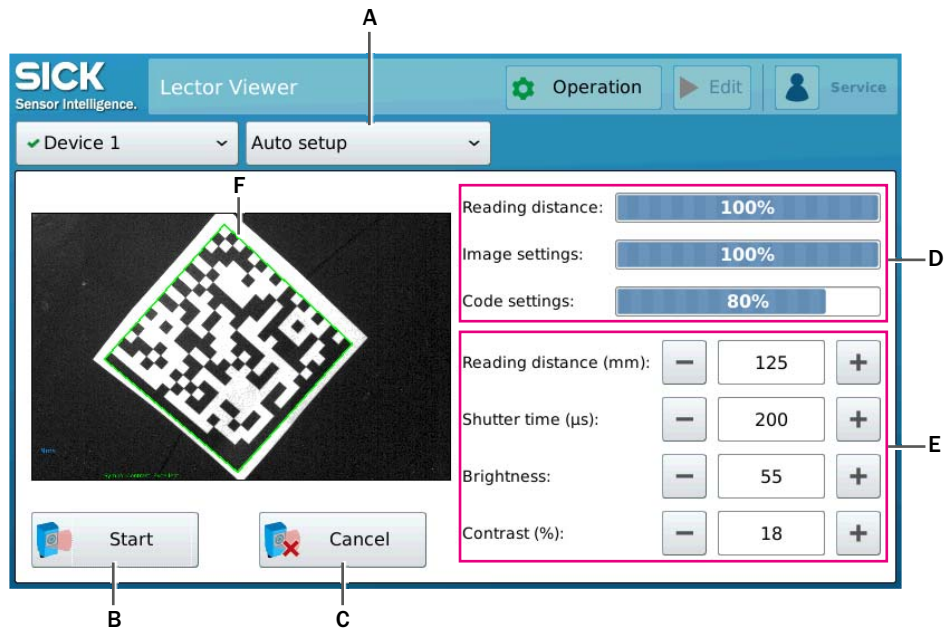 A
SICK
Sensor Intelligence.
Lector Viewer
Operation
Edit
Service
Device 1
Auto setup
F
Reading distance:
100%
Image settings:
100%
D
Code settings:
80%
Reading distance (mm):
125
Shutter time (µs):
200
E
Brightness:
55
Contrast (%):
18
Start
Cancel
B
C